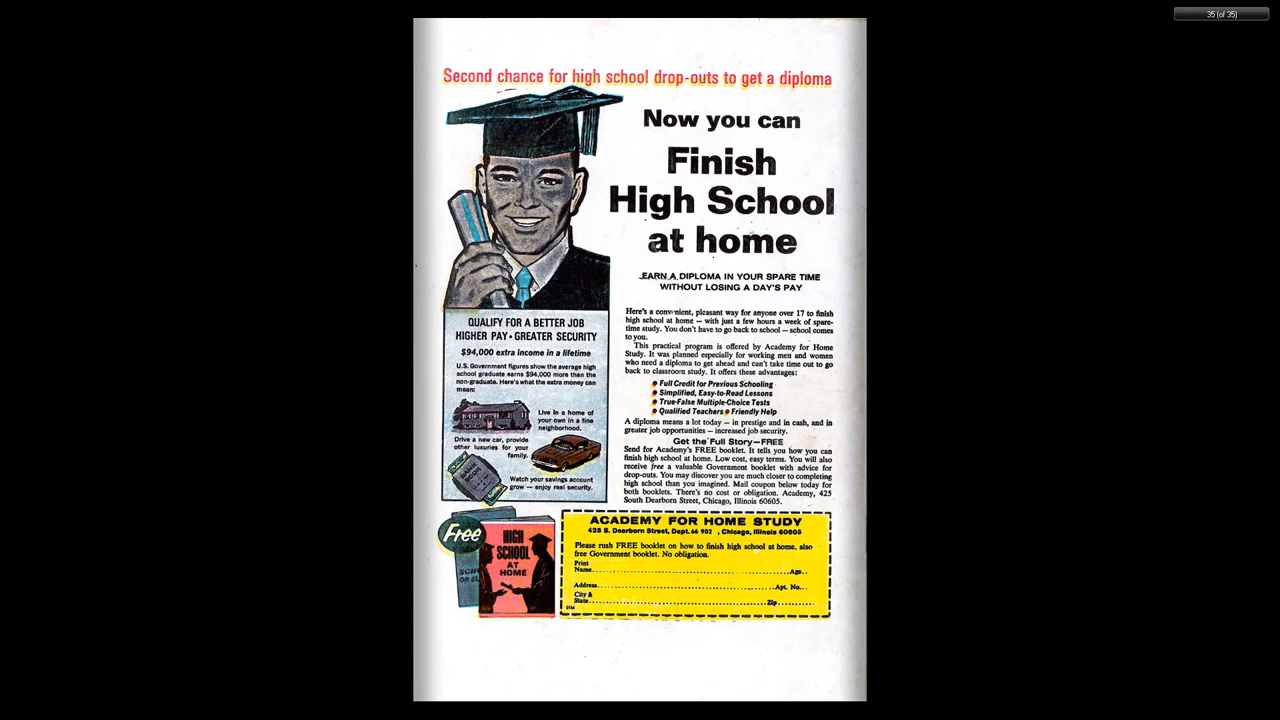 35 (of 35)
Second chance for high school drop-outs to get a diploma
Now you can
Finish
High School
at home
EARN A DIPLOMA IN YOUR SPARE TIME
WITHOUT LOSING A DAY'S PAY
Here's a convenient, pleasant way for anyone over 17 to finish
high school at home — with just a few hours a week of spare-
time study. You don't have to go back to school — school comes
to you.
This practical program is offered by Academy for Home
Study. It was planned especially for working men and women
who need a diploma to get ahead and can't take time out to go
back to classroom study. It offers these advantages:
• Full Credit for Previous Schooling
• Simplified, Easy-to-Read Lessons
• True-False Multiple-Choice Tests
• Qualified Teachers • Friendly Help
A diploma means a lot today — in prestige and in cash, and in
greater job opportunities — increased job security.
Get the Full Story—FREE
Send for Academy's FREE booklet. It tells you how you can
finish high school at home. Low cost, easy terms. You will also
receive free a valuable Government booklet with advice for
drop-outs. You may discover you are much closer to completing
high school than you imagined. Mail coupon below today for
both booklets. There's no cost or obligation. Academy, 425
South Dearborn Street, Chicago, Illinois 60605.
QUALIFY FOR A BETTER JOB
HIGHER PAY • GREATER SECURITY
$94,000 extra income in a lifetime
U.S. Government figures show the average high
school graduate earns $94,000 more than the
non-graduate. Here's what the extra money can
mean:
Live in a home of
your own in a fine
neighborhood.
Drive a new car, provide
other luxuries for your
family.
Watch your savings account
grow — enjoy real security.
Free
HIGH
SCHOOL
AT
HOME
ACADEMY FOR HOME STUDY
425 S. Dearborn Street, Dept. 66 902 , Chicago, Illinois 60605
Please rush FREE booklet on how to finish high school at home. also
free Government booklet. No obligation.
Print
Name Age
Address Apt. No.
City &
State Zip